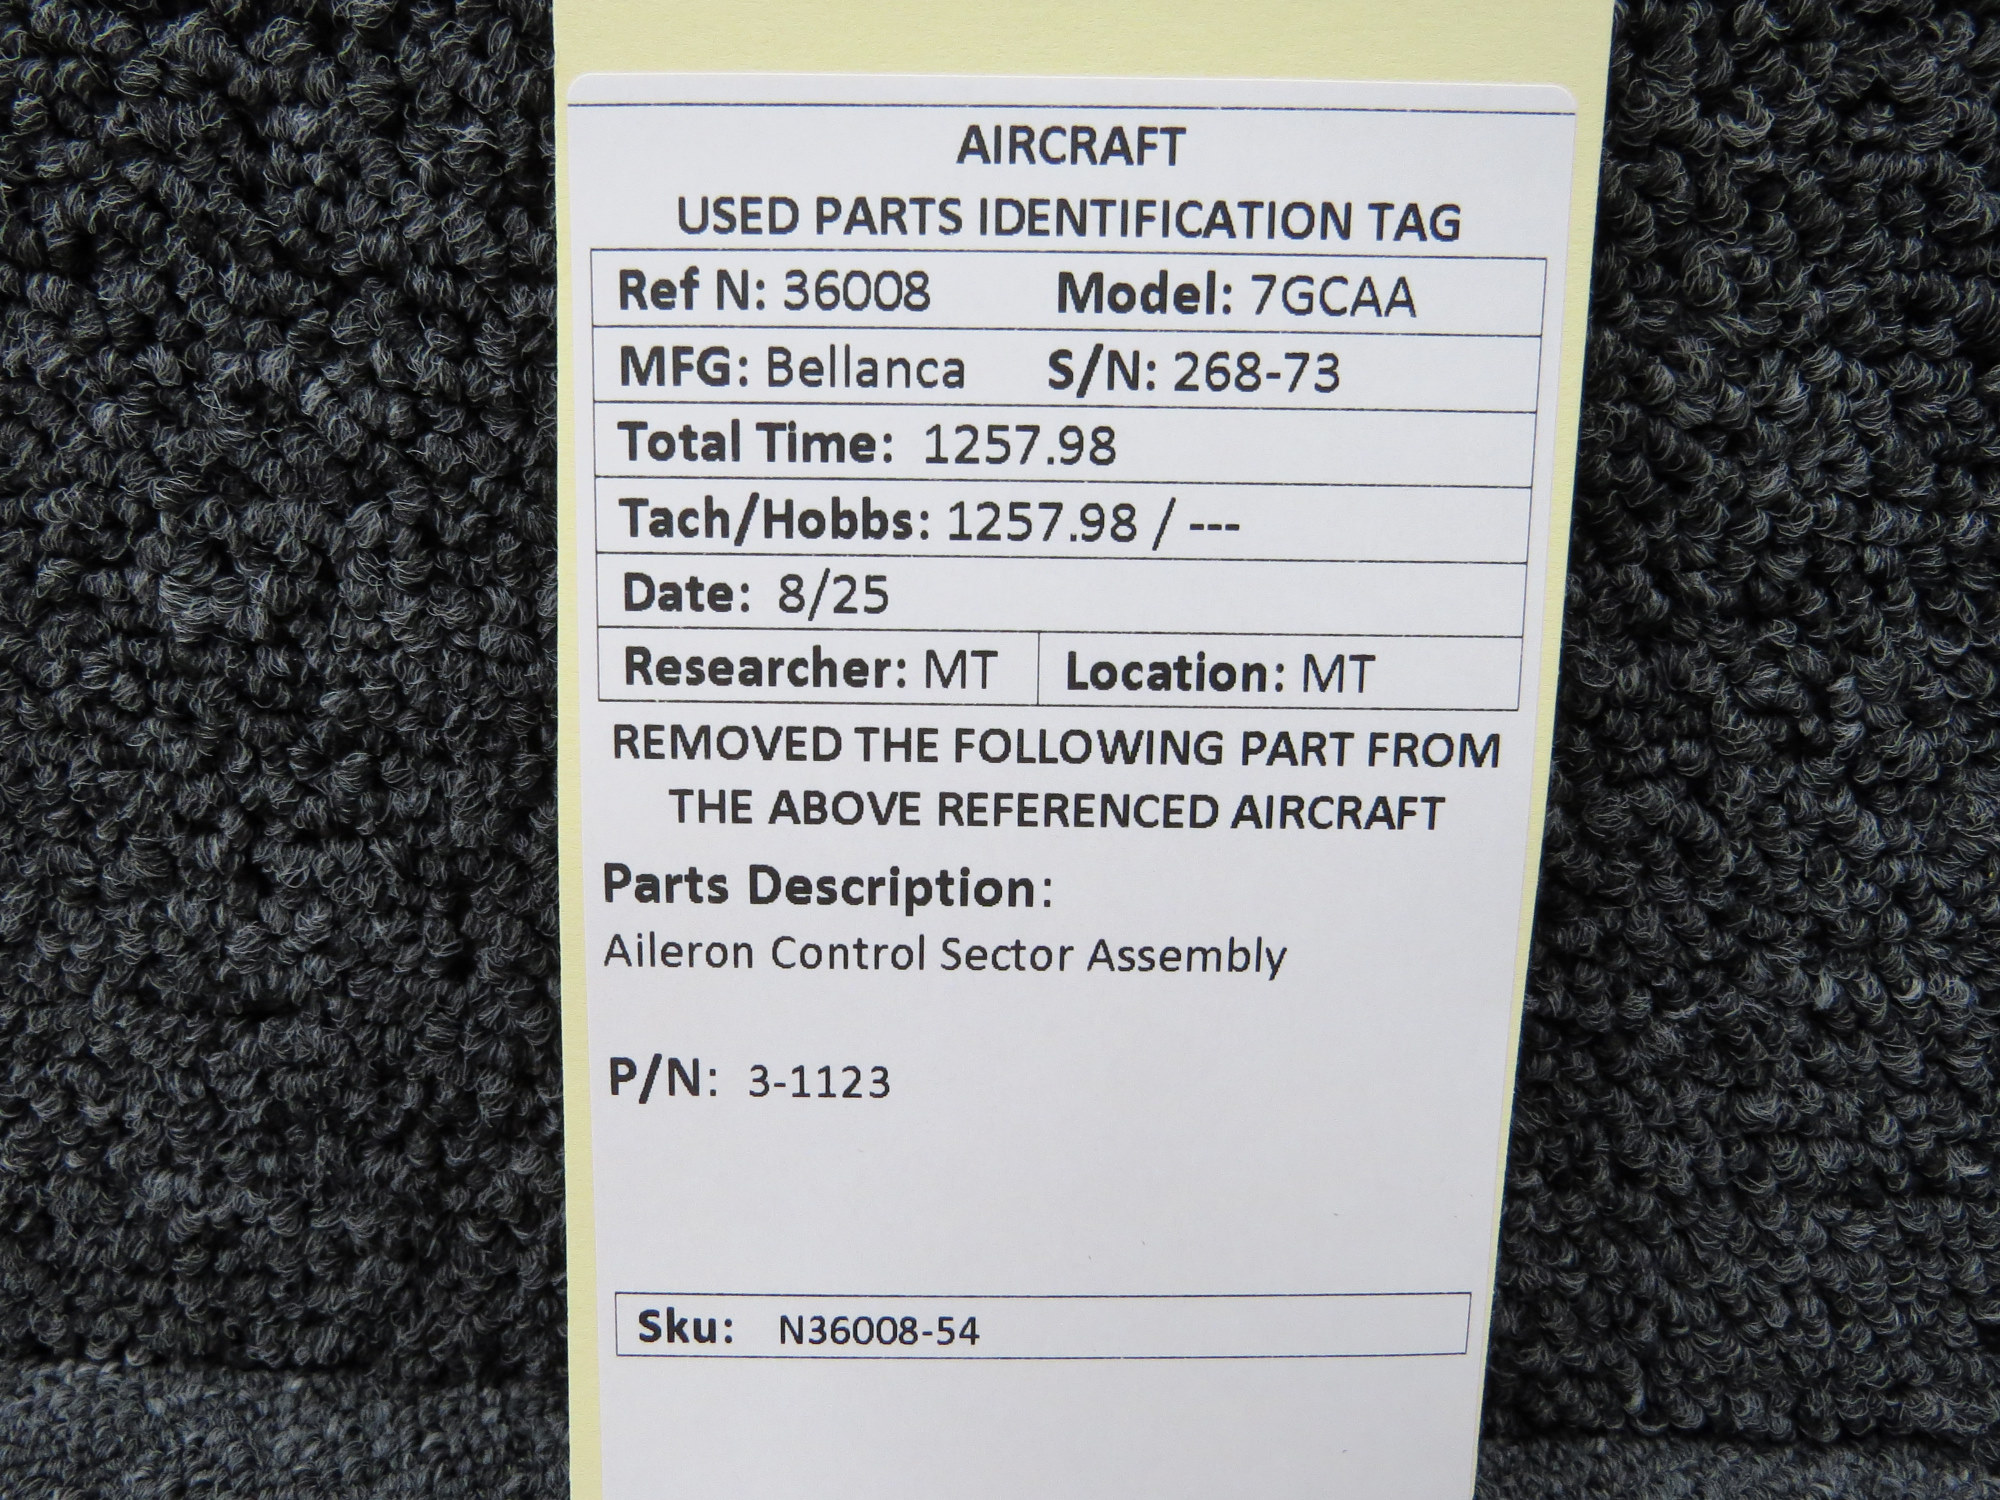 AIRCRAFT
USED PARTS IDENTIFICATION TAG
Ref N: 36008 Model: 7GCAA
MFG: Bellanca S/N: 268-73
Total Time: 1257.98
Tach/Hobbs: 1257.98 / ---
Date: 8/25
Researcher: MT Location: MT
REMOVED THE FOLLOWING PART FROM
THE ABOVE REFERENCED AIRCRAFT
Parts Description:
Aileron Control Sector Assembly
P/N: 3-1123
Sku: N36008-54